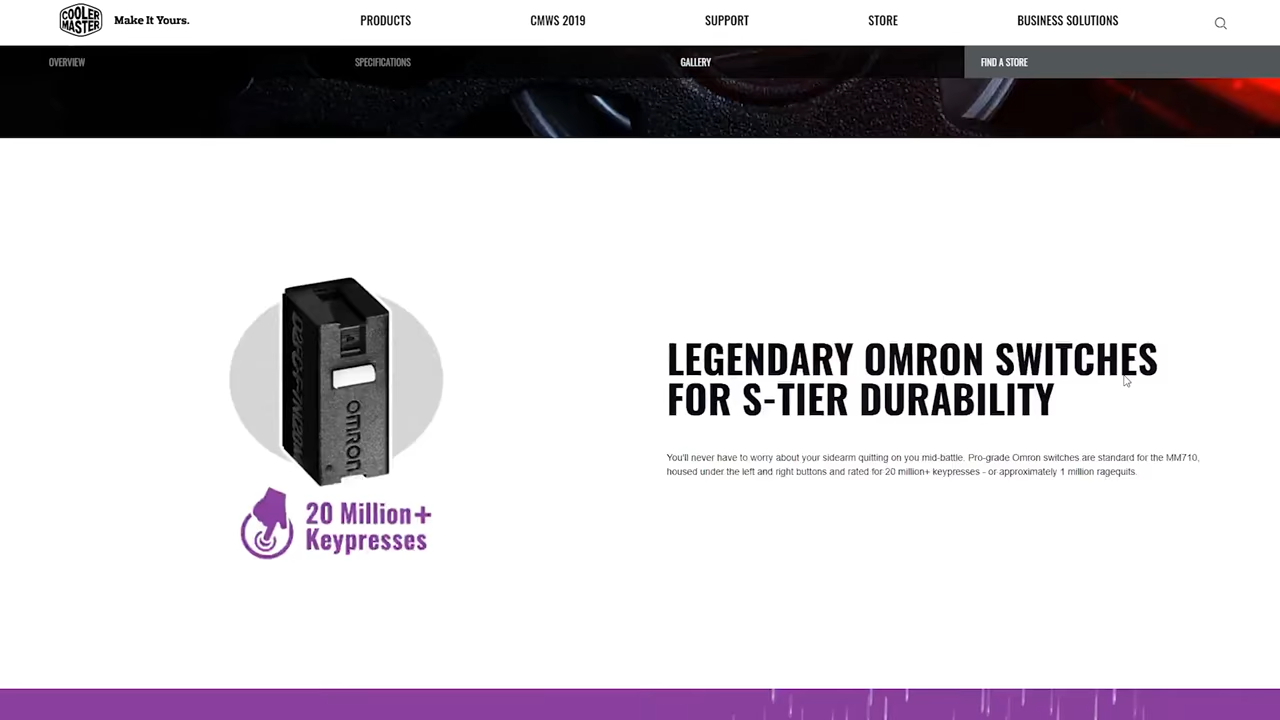 COOLER MASTER
Make It Yours.
PRODUCTS
CMWS 2019
SUPPORT
STORE
BUSINESS SOLUTIONS
OVERVIEW
SPECIFICATIONS
GALLERY
FIND A STORE
omron
LEGENDARY OMRON SWITCHES
FOR S-TIER DURABILITY
You'll never have to worry about your sidearm quitting on you mid-battle. Pro-grade Omron switches are standard for the MM710,
housed under the left and right buttons and rated for 20 million+ keypresses - or approximately 1 million ragequits.
20 Million+
Keypresses